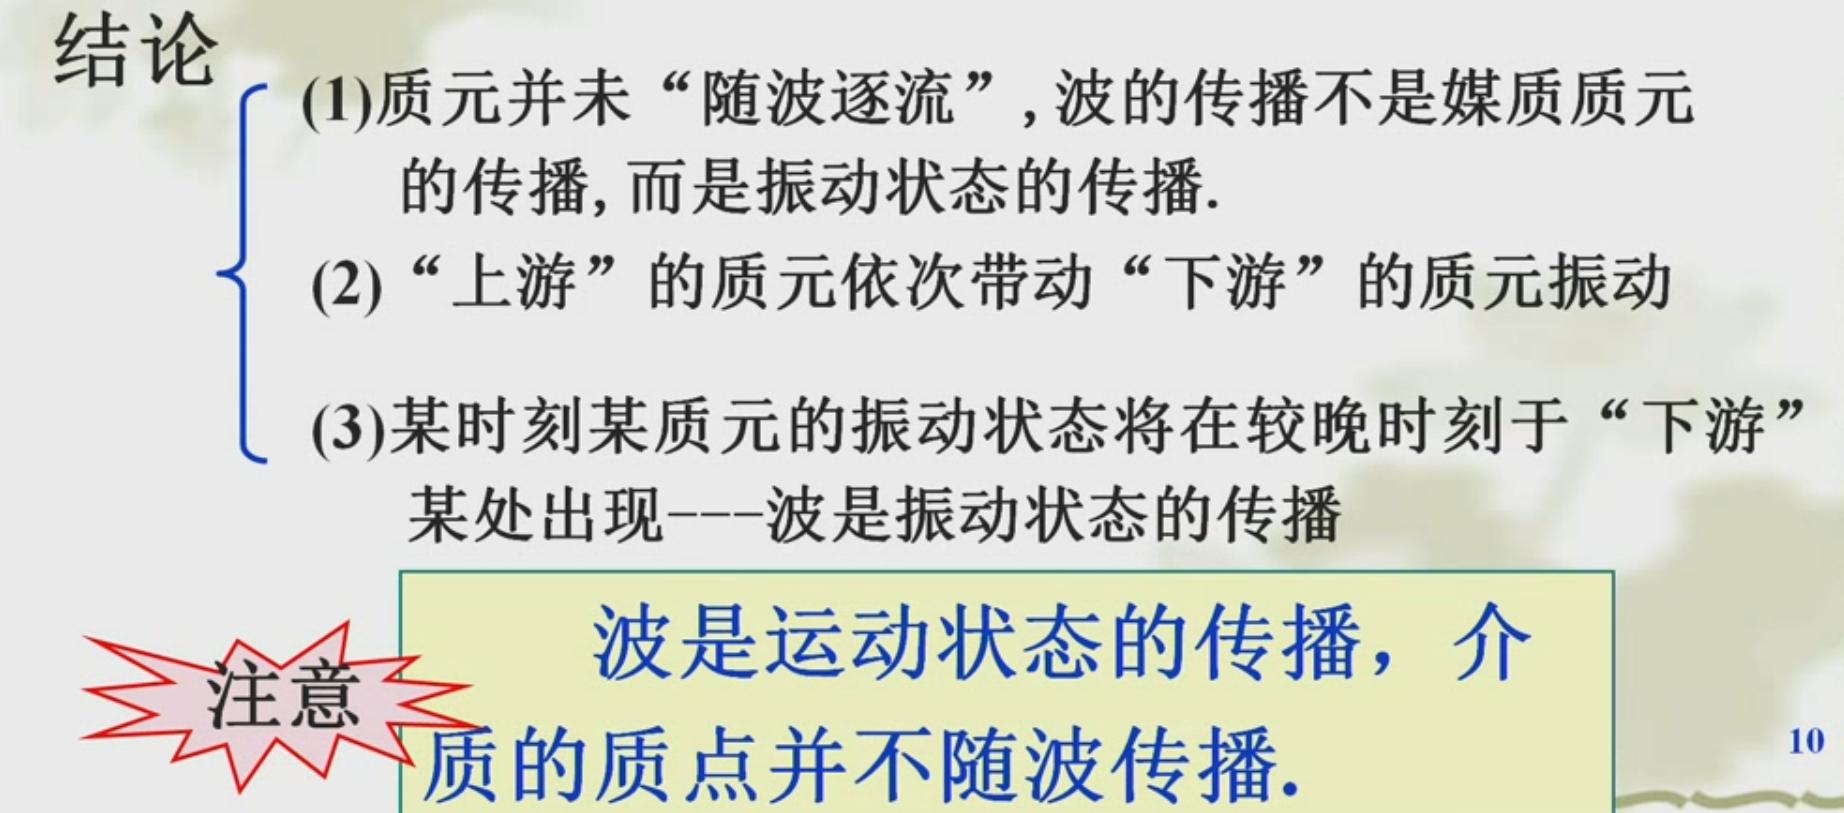 结论
(1)质元并未“随波逐流”,波的传播不是媒质质元
的传播,而是振动状态的传播.
(2)“上游”的质元依次带动“下游”的质元振动
(3)某时刻某质元的振动状态将在较晚时刻于“下游”
某处出现---波是振动状态的传播
注意
波是运动状态的传播，介
质的质点并不随波传播.
10